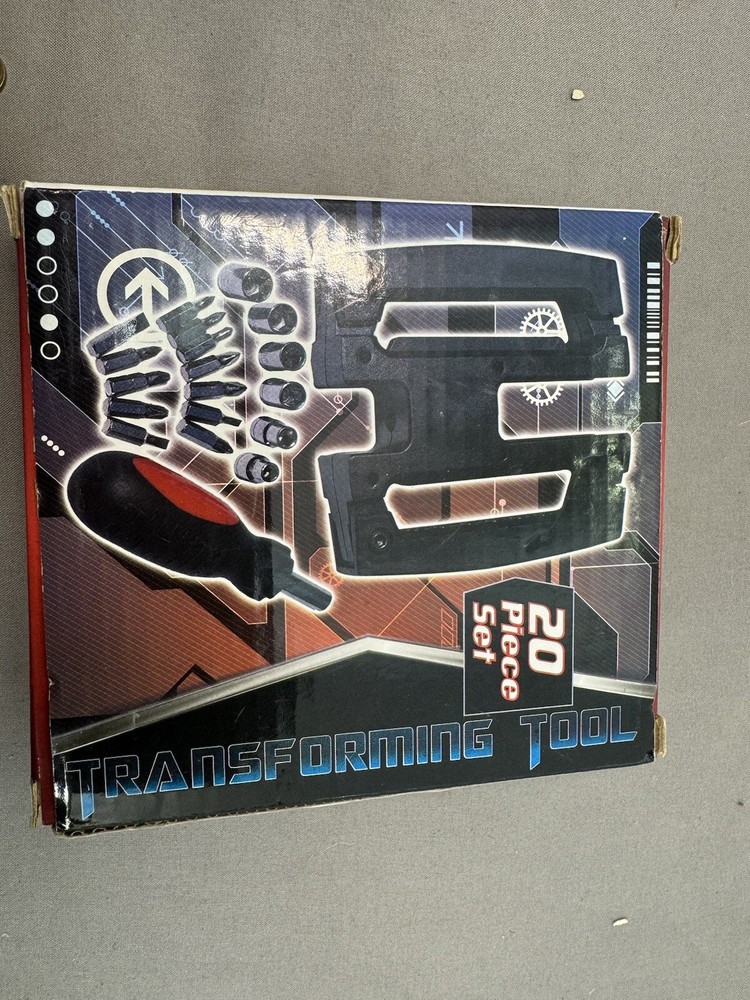 20
Piece
Set
TRANSFORMING TOOL